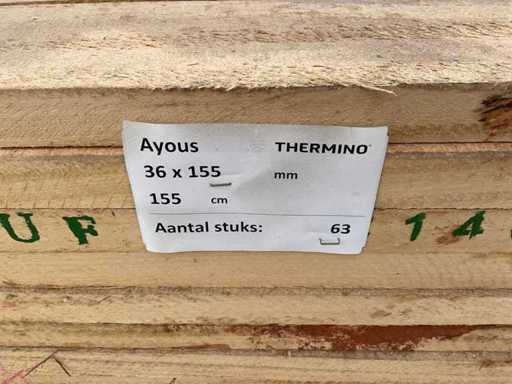 Ayous THERMINO
36 x 155 mm
155 cm
Aantal stuks: 63
UF 14